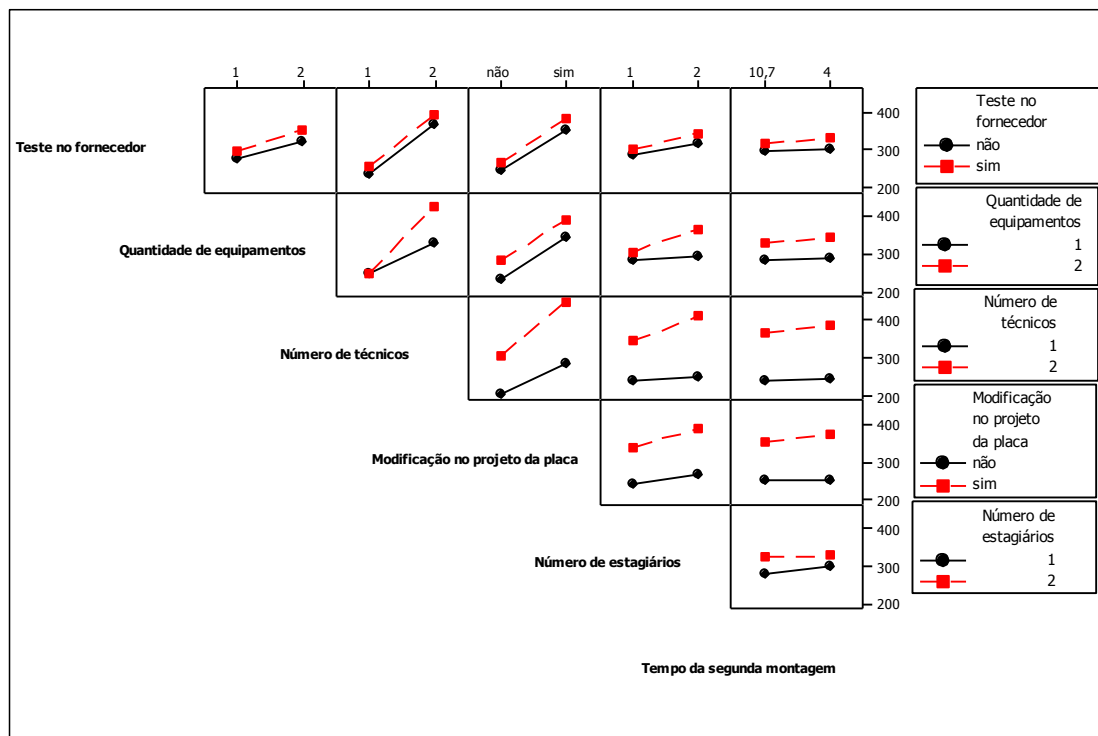 1 2 1 2 não sim 1 2 10,7 4
Teste no fornecedor
400
300
200
Teste no
fornecedor
não
sim
Quantidade de equipamentos
400
300
200
Quantidade de
equipamentos
1
2
Número de técnicos
400
300
200
Número de
técnicos
1
2
Modificação no projeto da placa
400
300
200
Modificação
no projeto
da placa
não
sim
Número de estagiários
400
300
200
Número de
estagiários
1
2
Tempo da segunda montagem